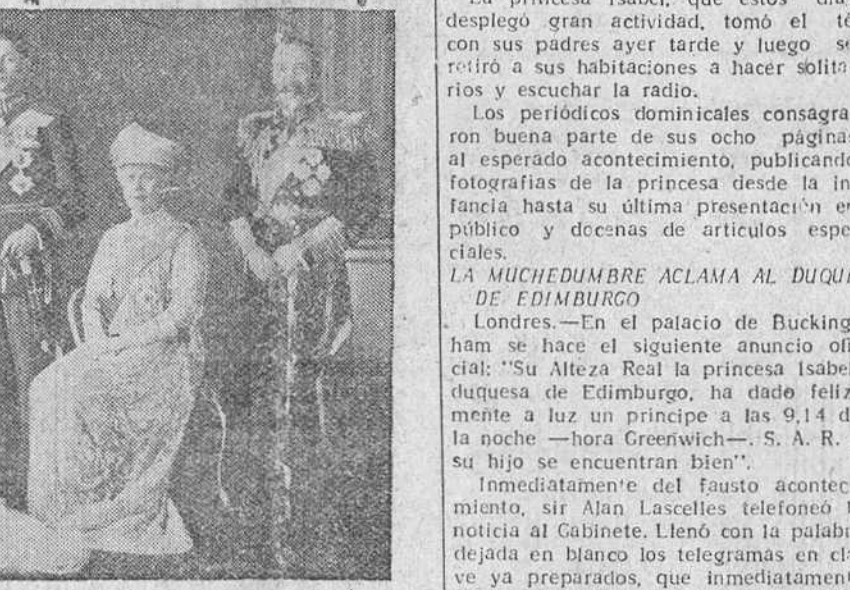 La princesa Isabel, que estos
desplegó gran actividad, tomó el té
con sus padres ayer tarde y luego se
retiró a sus habitaciones a hacer solita
rios y escuchar la radio.
Los periódicos dominicales consagra-
ron buena parte de sus ocho páginas
al esperado acontecimiento, publicando
fotografias de la princesa desde la in
fancia hasta su última presentación en
público y docenas de articulos espe
ciales.
LA MUCHEDUMBRE ACLAMA AL DUQUE
DE EDIMBURGO
Londres.—En el palacio de Bucking-
ham se hace el siguiente anuncio ofi
cial: "Su Alteza Real la princesa Isabel
duquesa de Edimburgo, ha dado feliz-
mente a luz un principe a las 9,14 d
la noche —hora Greenwich—. S. A. R.
su hijo se encuentran bien".
Inmediatamente del fausto acontec
miento, sir Alan Lascelles telefoneó l
noticia al Gabinete. Llenó con la palabr
dejada en blanco los telegramas en cla
ve ya preparados, que inmediatament